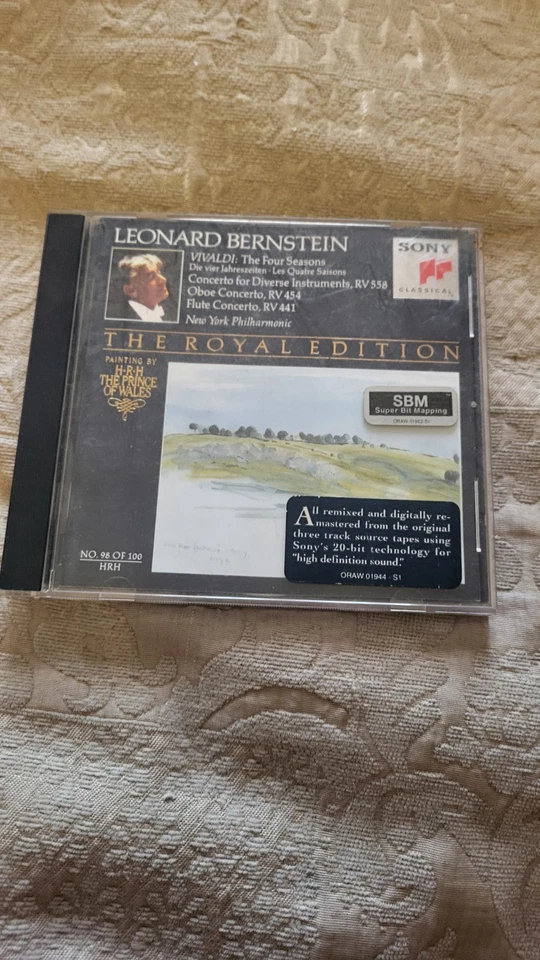 LEONARD BERNSTEIN
VIVALDI: The Four Seasons
Die vier Jahreszeiten · Les Quatre Saisons
Concerto for Diverse Instruments, RV 558
Oboe Concerto, RV 454
Flute Concerto, RV 441
New York Philharmonic
SONY
CLASSICAL
THE ROYAL EDITION
PAINTING BY
H·R·H
THE PRINCE
OF WALES
SBM
Super Bit Mapping
All remixed and digitally re-
mastered from the original
three track source tapes using
Sony's 20-bit technology for
"high definition sound."
ORAW 01944 - S1
NO. 98 OF 100
HRH